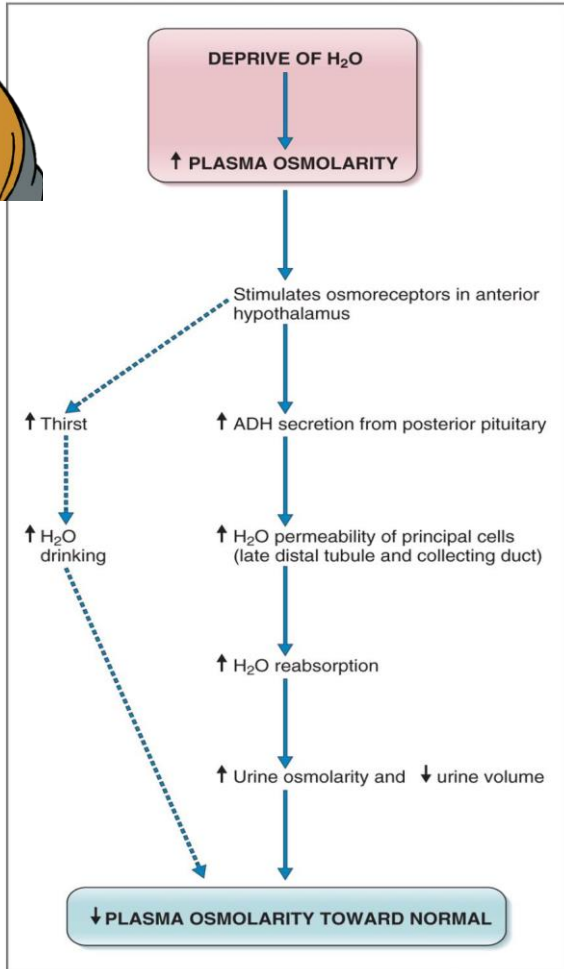 DEPRIVE OF H₂O
↑ PLASMA OSMOLARITY
Stimulates osmoreceptors in anterior
hypothalamus
↑ Thirst
↑ ADH secretion from posterior pituitary
↑ H₂O
drinking
↑ H₂O permeability of principal cells
(late distal tubule and collecting duct)
↑ H₂O reabsorption
↑ Urine osmolarity and ↓ urine volume
↓ PLASMA OSMOLARITY TOWARD NORMAL